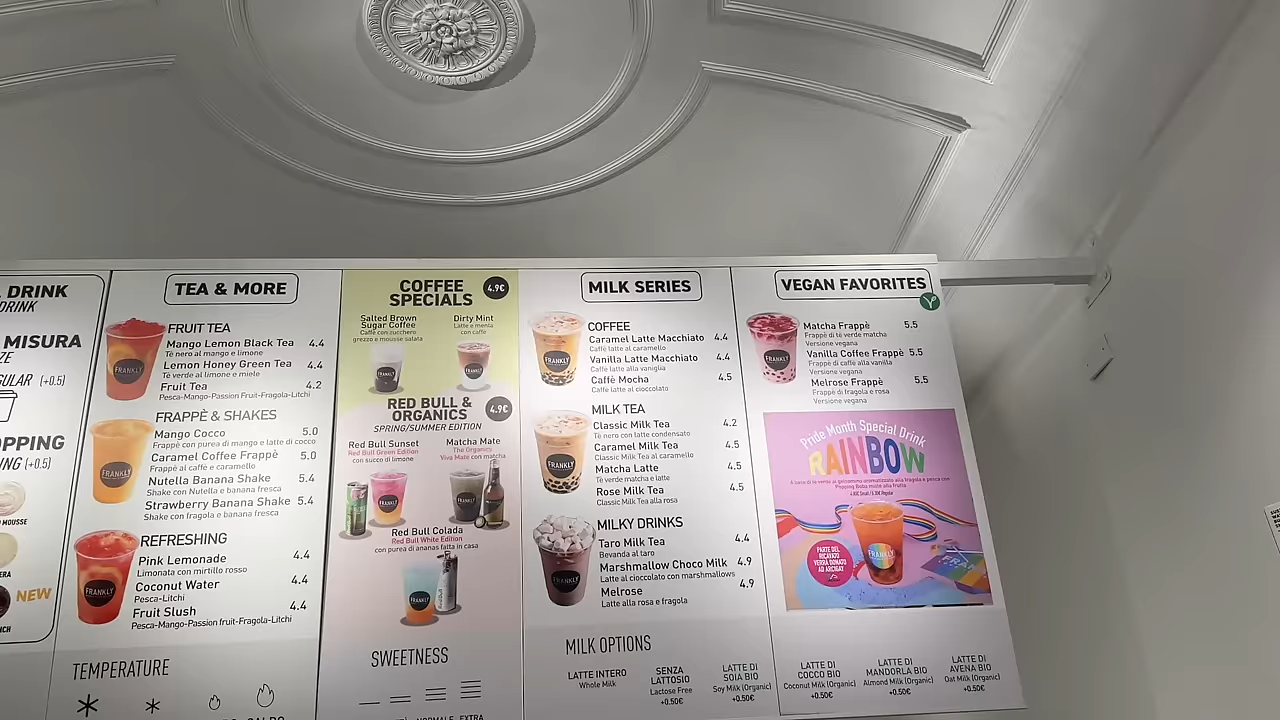 DRINK
DRINK
MISURA
ZE
GULAR (+0.5)
OPPING
NG (+0.5)
MOUSSE
ERA
NEW
NCH
TEA & MORE
FRUIT TEA
Mango Lemon Black Tea 4.4
Tè nero al mango e limone
Lemon Honey Green Tea 4.4
Tè verde al limone e miele
Fruit Tea 4.2
Pesca-Mango-Passion Fruit-Fragola-Litchi
FRAPPÈ & SHAKES
Mango Cocco 5.0
Frappè con purea di mango e latte di cocco
Caramel Coffee Frappè 5.0
Frappè al caffè e caramello
Nutella Banana Shake 5.4
Shake con Nutella e banana fresca
Strawberry Banana Shake 5.4
Shake con fragola e banana fresca
REFRESHING
Pink Lemonade 4.4
Limonata con mirtillo rosso
Coconut Water 4.4
Pesca-Litchi
Fruit Slush 4.4
Pesca-Mango-Passion fruit-Fragola-Litchi
TEMPERATURE
COFFEE
SPECIALS
4.9€
Salted Brown
Sugar Coffee
Caffè con zucchero
grezzo e mousse salata
Dirty Mint
Latte e menta
con caffè
FRANKLY
RED BULL &
ORGANICS
4.9€
SPRING/SUMMER EDITION
Red Bull Sunset
Red Bull Green Edition
con succo di limone
Matcha Mate
The Organics
Viva Mate con matcha
Red Bull Colada
Red Bull White Edition
con purea di ananas fatta in casa
SWEETNESS
NORMALE EXTRA
MILK SERIES
COFFEE
Caramel Latte Macchiato 4.4
Caffè latte al caramello
Vanilla Latte Macchiato 4.4
Caffè latte alla vaniglia
Caffè Mocha 4.5
Caffè latte al cioccolato
MILK TEA
Classic Milk Tea 4.2
Tè nero con latte condensato
Caramel Milk Tea 4.5
Classic Milk Tea al caramello
Matcha Latte 4.5
Tè verde matcha e latte
Rose Milk Tea 4.5
Classic Milk Tea alla rosa
MILKY DRINKS
Taro Milk Tea 4.4
Bevanda al taro
Marshmallow Choco Milk 4.9
Latte al cioccolato con marshmallows
Melrose 4.9
Latte alla rosa e fragola
MILK OPTIONS
LATTE INTERO
Whole Milk
SENZA
LATTOSIO
Lactose Free
+0.50€
LATTE DI
SOIA BIO
Soy Milk (Organic)
+0.50€
VEGAN FAVORITES
Matcha Frappè 5.5
Frappè di tè verde matcha
Versione vegana
Vanilla Coffee Frappè 5.5
Frappè di caffè alla vaniglia
Versione vegana
Melrose Frappè 5.5
Frappè di fragola e rosa
Versione vegana
Pride Month Special Drink
RAINBOW
FRANKLY
PARTE DEL
RICAVATO
VERRÀ DONATO
AD ARCIGAY
LATTE DI
COCCO BIO
Coconut Milk (Organic)
+0.50€
LATTE DI
MANDORLA BIO
Almond Milk (Organic)
+0.50€
LATTE DI
AVENA BIO
Oat Milk (Organic)
+0.50€